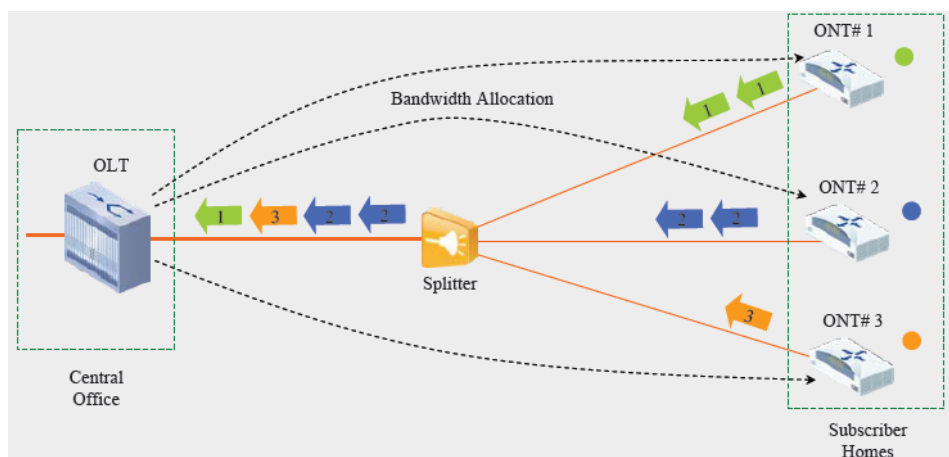 ONT# 1
1
1
Bandwidth Allocation
OLT
ONT# 2
1
3
2
2
2
2
Splitter
3
ONT# 3
Central
Office
Subscriber
Homes